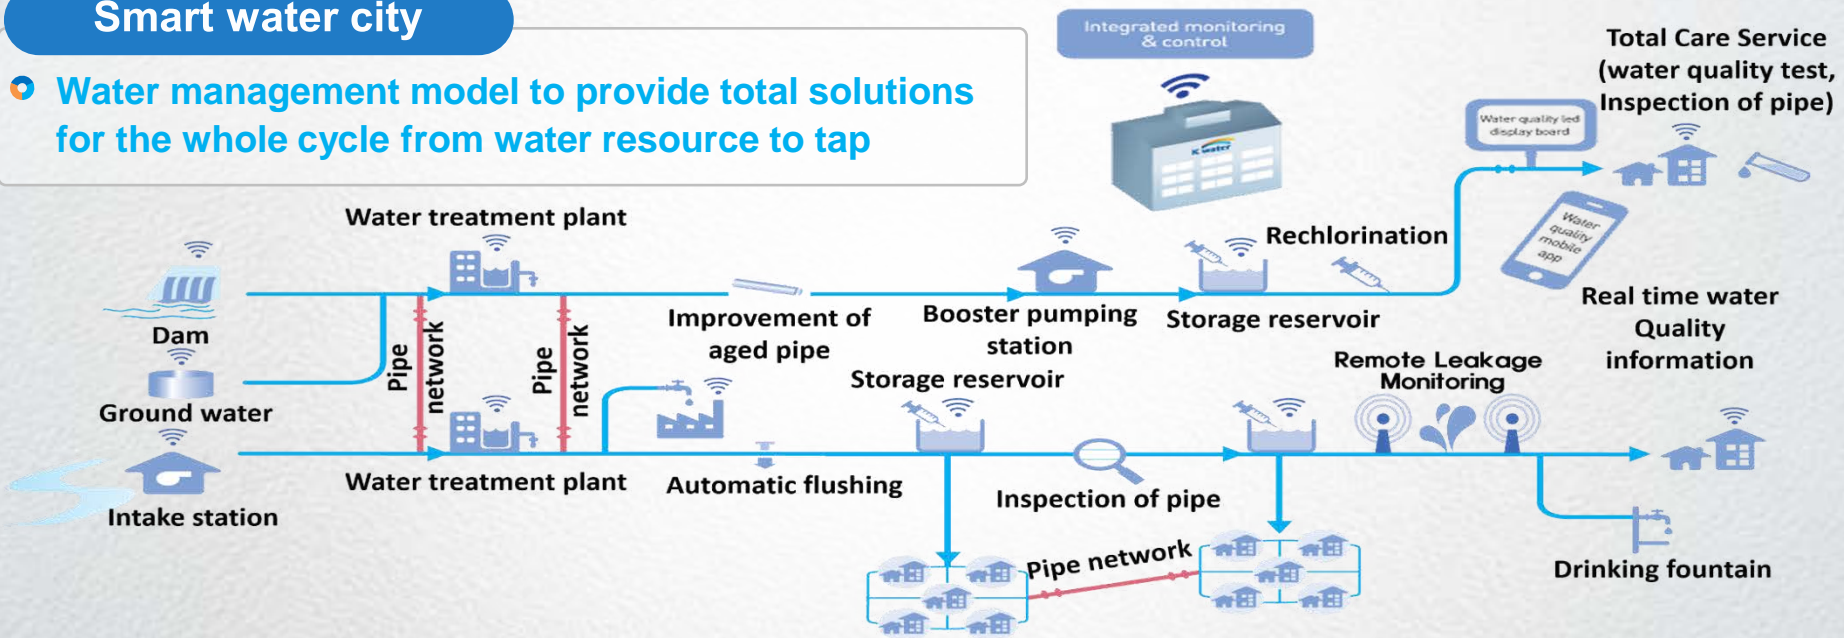 Smart water city
Water management model to provide total solutions
for the whole cycle from water resource to tap
Integrated monitoring
& control
K water
Total Care Service
(water quality test,
Inspection of pipe)
Water quality led
display board
Water
quality
mobile
app
Real time water
Quality
information
Water treatment plant
Rechlorination
Dam
Pipe
network
Pipe
network
Improvement of
aged pipe
Booster pumping
station
Storage reservoir
Ground water
Storage reservoir
Remote Leakage
Monitoring
Intake station
Water treatment plant
Automatic flushing
Inspection of pipe
Pipe network
Drinking fountain